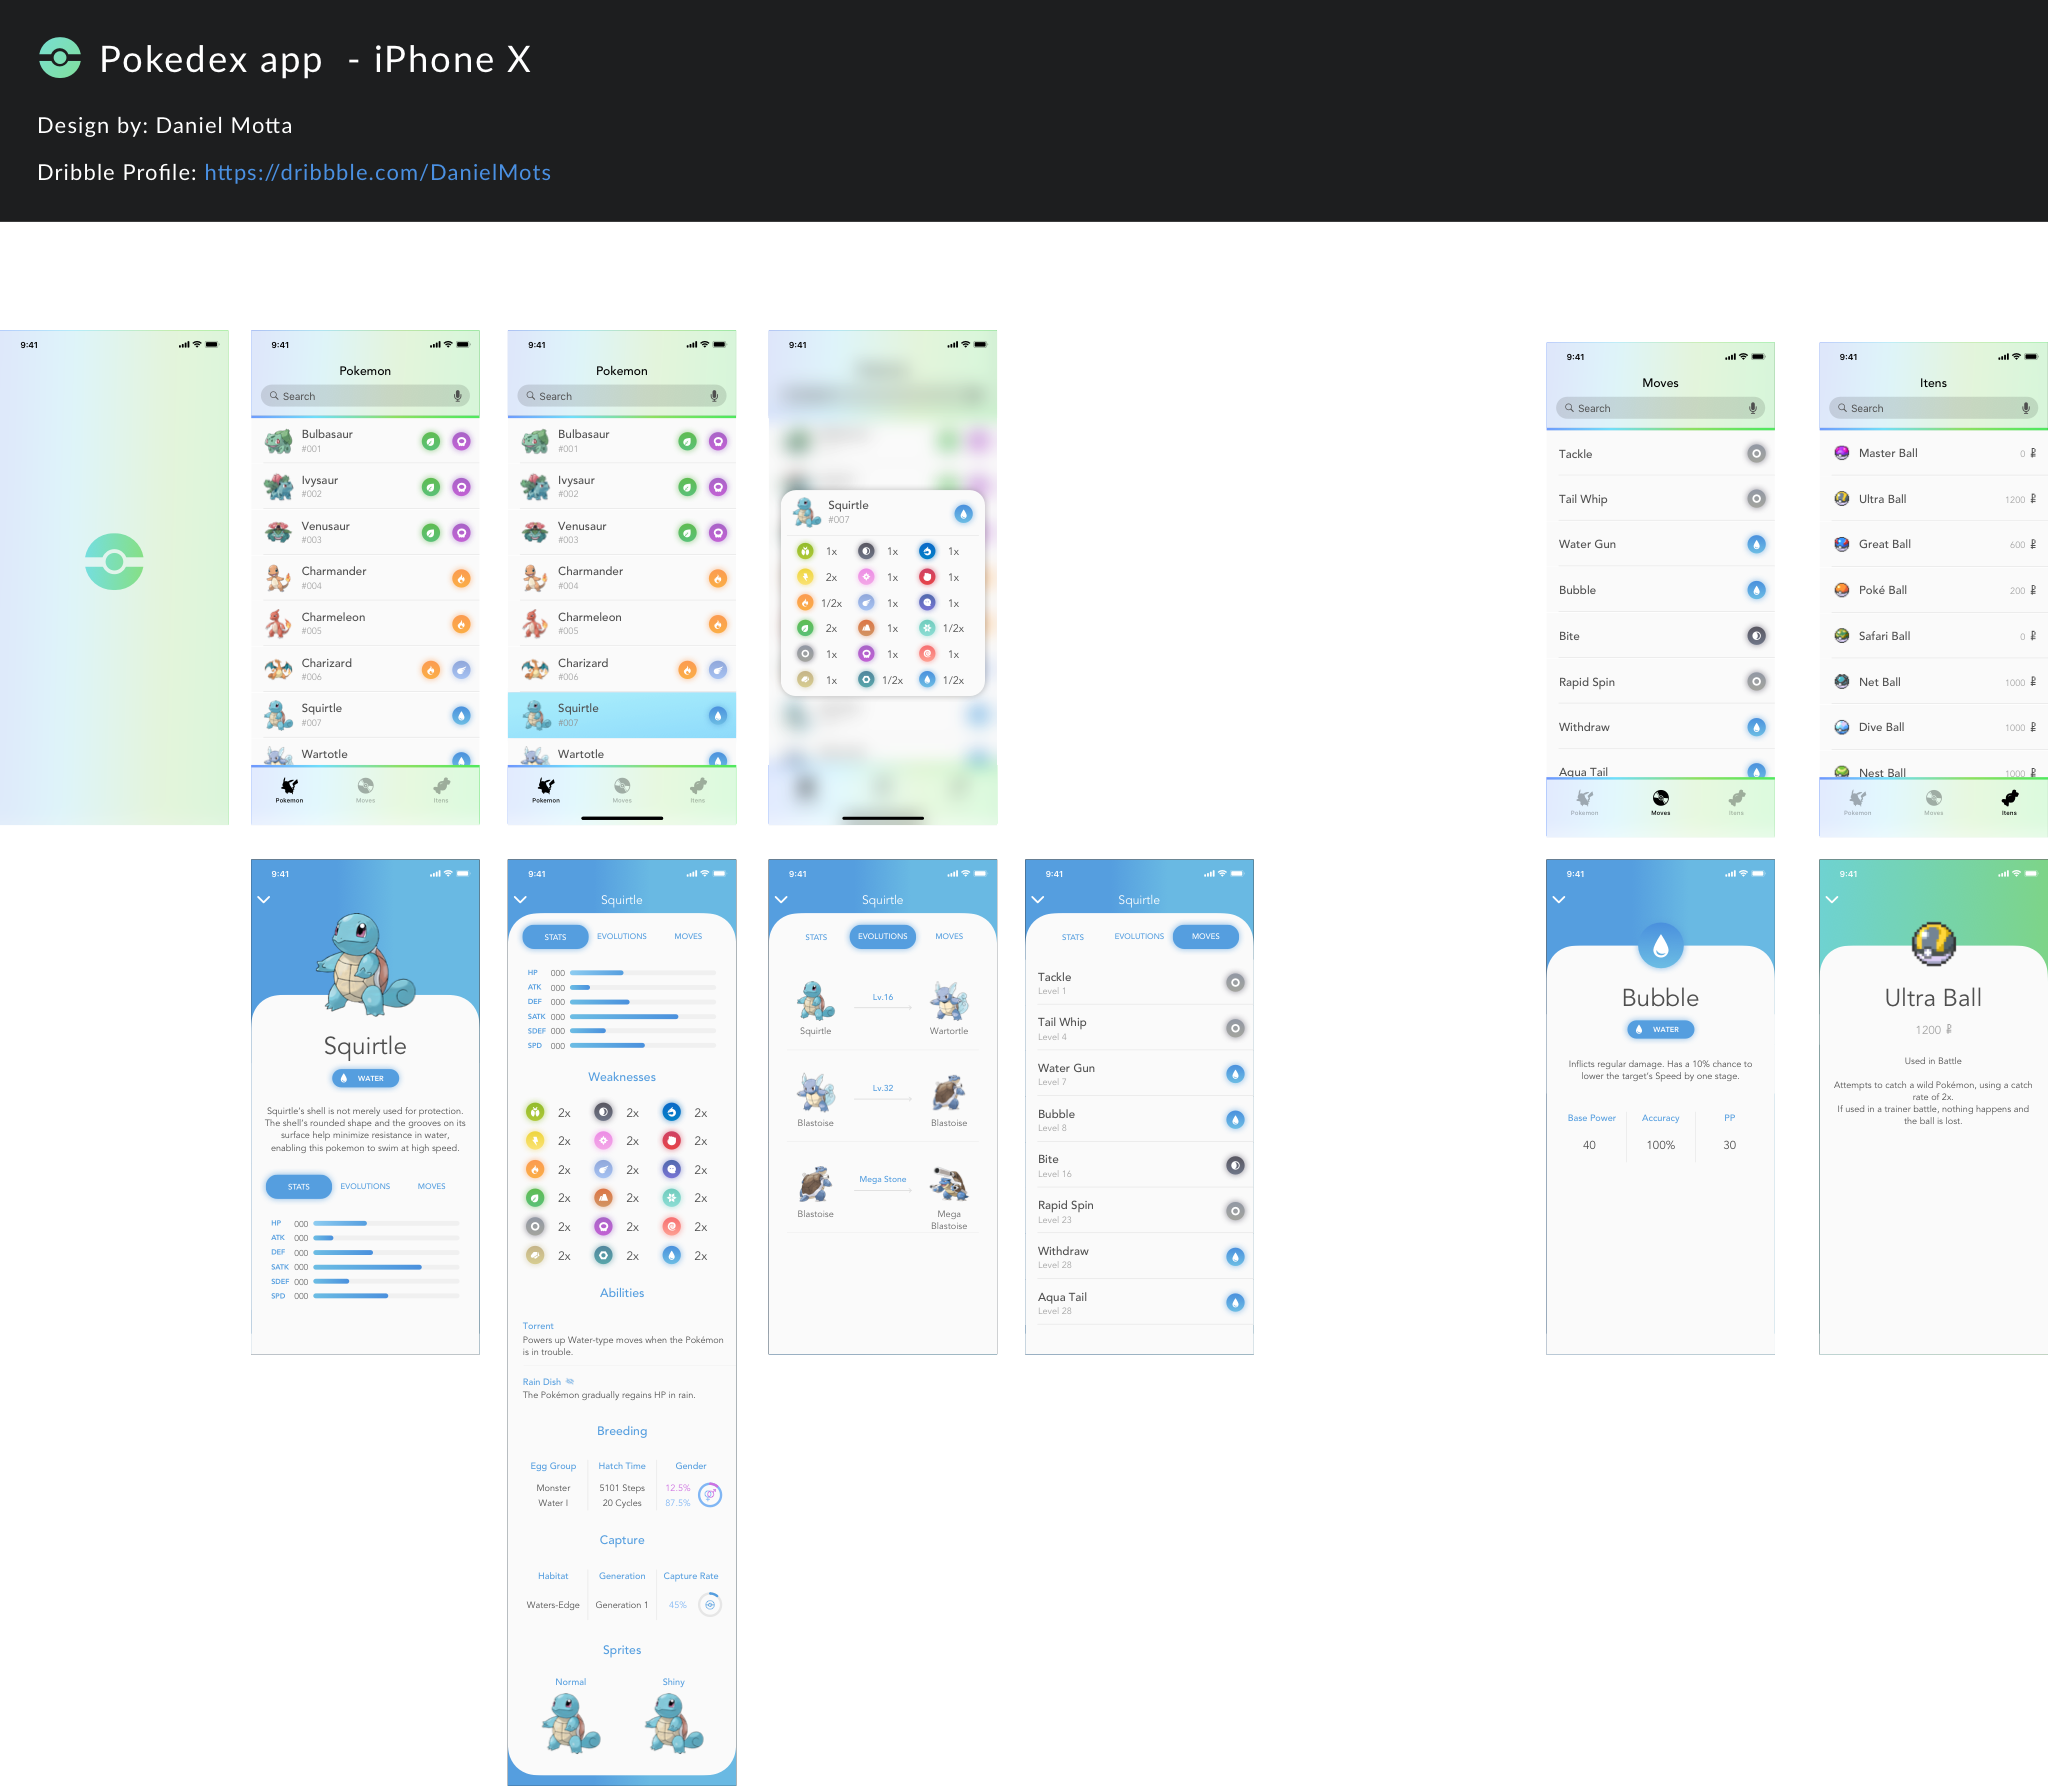 Pokedex app - iPhone X
Design by: Daniel Motta
Dribble Profile: https://dribbble.com/DanielMots
9:41
9:41
Pokemon
Search
Bulbasaur
#001
Ivysaur
#002
Venusaur
#003
Charmander
#004
Charmeleon
#005
Charizard
#006
Squirtle
#007
Wartotle
Pokemon Moves Itens
9:41
Pokemon
Search
Bulbasaur
#001
Ivysaur
#002
Venusaur
#003
Charmander
#004
Charmeleon
#005
Charizard
#006
Squirtle
#007
Wartotle
Pokemon Moves Itens
9:41
Squirtle
#007
1x 1x 1x
2x 1x 1x
1/2x 1x 1x
2x 1x 1/2x
1x 1x 1x
1x 1/2x 1/2x
9:41
Moves
Search
Tackle
Tail Whip
Water Gun
Bubble
Bite
Rapid Spin
Withdraw
Aqua Tail
Pokemon Moves Itens
9:41
Itens
Search
Master Ball 0
Ultra Ball 1200
Great Ball 600
Poké Ball 200
Safari Ball 0
Net Ball 1000
Dive Ball 1000
Nest Ball 1000
Pokemon Moves Itens
9:41
Squirtle
WATER
Squirtle's shell is not merely used for protection.
The shell's rounded shape and the grooves on its
surface help minimize resistance in water,
enabling this pokemon to swim at high speed.
STATS EVOLUTIONS MOVES
HP 000
ATK 000
DEF 000
SATK 000
SDEF 000
SPD 000
9:41
Squirtle
STATS EVOLUTIONS MOVES
HP 000
ATK 000
DEF 000
SATK 000
SDEF 000
SPD 000
Weaknesses
2x 2x 2x
2x 2x 2x
2x 2x 2x
2x 2x 2x
2x 2x 2x
2x 2x 2x
Abilities
Torrent
Powers up Water-type moves when the Pokémon
is in trouble.
Rain Dish
The Pokémon gradually regains HP in rain.
Breeding
Egg Group Hatch Time Gender
Monster 5101 Steps 12.5%
Water I 20 Cycles 87.5%
Capture
Habitat Generation Capture Rate
Waters-Edge Generation 1 45%
Sprites
Normal Shiny
9:41
Squirtle
STATS EVOLUTIONS MOVES
Lv.16
Squirtle Wartortle
Lv.32
Blastoise Blastoise
Mega Stone
Blastoise Mega
Blastoise
9:41
Squirtle
STATS EVOLUTIONS MOVES
Tackle
Level 1
Tail Whip
Level 4
Water Gun
Level 7
Bubble
Level 8
Bite
Level 16
Rapid Spin
Level 23
Withdraw
Level 28
Aqua Tail
Level 28
9:41
Bubble
WATER
Inflicts regular damage. Has a 10% chance to
lower the target's Speed by one stage.
Base Power Accuracy PP
40 100% 30
9:41
Ultra Ball
1200
Used in Battle
Attempts to catch a wild Pokémon, using a catch
rate of 2x.
If used in a trainer battle, nothing happens and
the ball is lost.